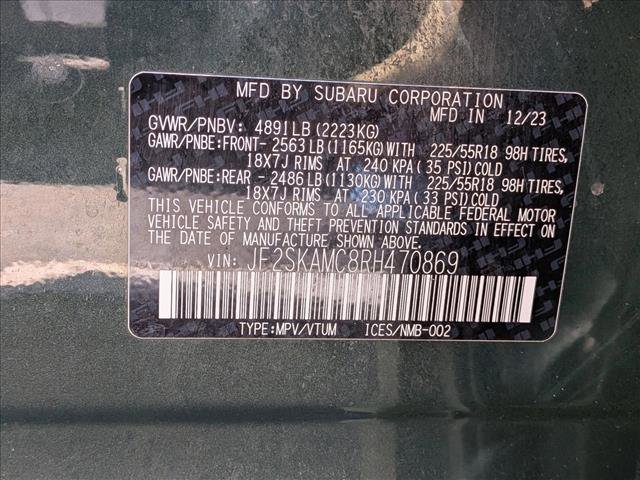 MFD BY SUBARU CORPORATION
MFD IN 12/23
GVWR/PNBV: 4891LB(2223KG)
GAWR/PNBE:FRONT- 2563LB(1165KG)WITH 225/55R18 98H TIRES,
18X7J RIMS AT 240 KPA(35 PSI)COLD
GAWR/PNBE:REAR - 2486LB(1130KG)WITH 225/55R18 98H TIRES,
18X7J RIMS AT 230 KPA(33 PSI)COLD
THIS VEHICLE CONFORMS TO ALL APPLICABLE FEDERAL MOTOR
VEHICLE SAFETY AND THEFT PREVENTION STANDARDS IN EFFECT ON
THE DATE OF MANUFACTURE SHOWN ABOVE.
VIN: JF2SKAMC8RH470869
TYPE:MPV/VTUM ICES/NMB-002